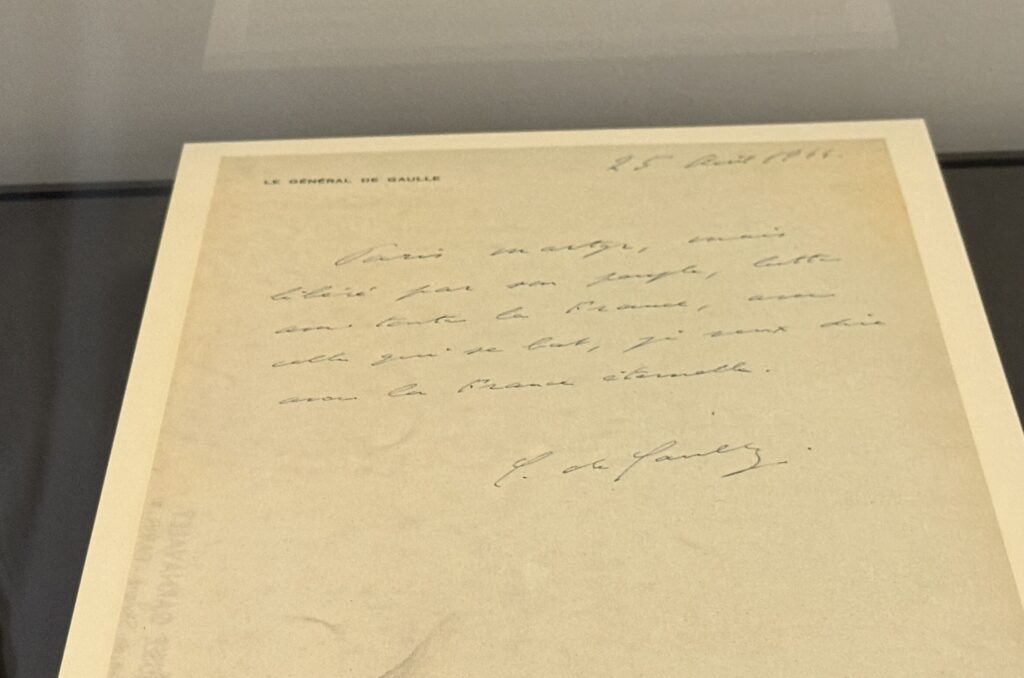 LE GÉNÉRAL DE GAULLE
25 Août 1944.
Paris martyr, mais
libéré par son peuple, lutte
avec toute la France, avec
celle qui se bat, je veux dire
avec la France éternelle.
C. de Gaulle.